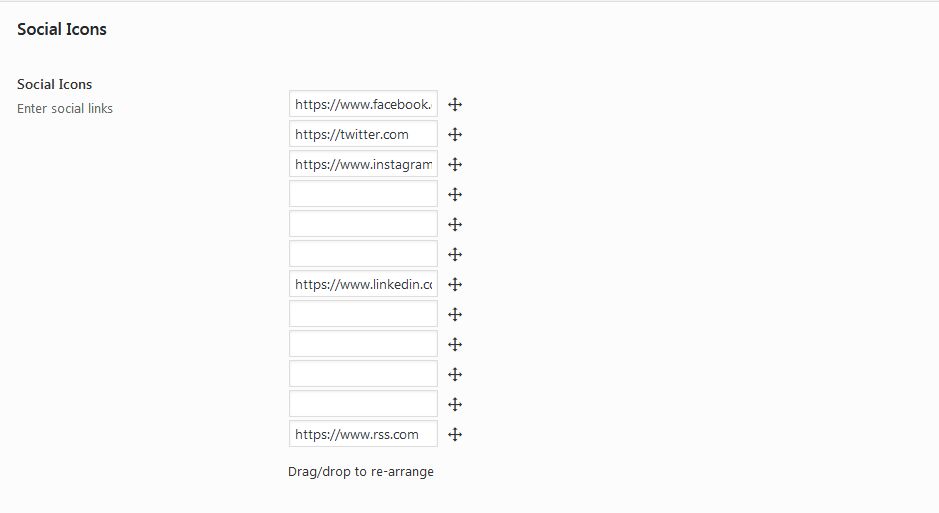 Social Icons
Social Icons
Enter social links
https://www.facebook.
https://twitter.com
https://www.instagram
https://www.linkedin.co
https://www.rss.com
Drag/drop to re-arrange